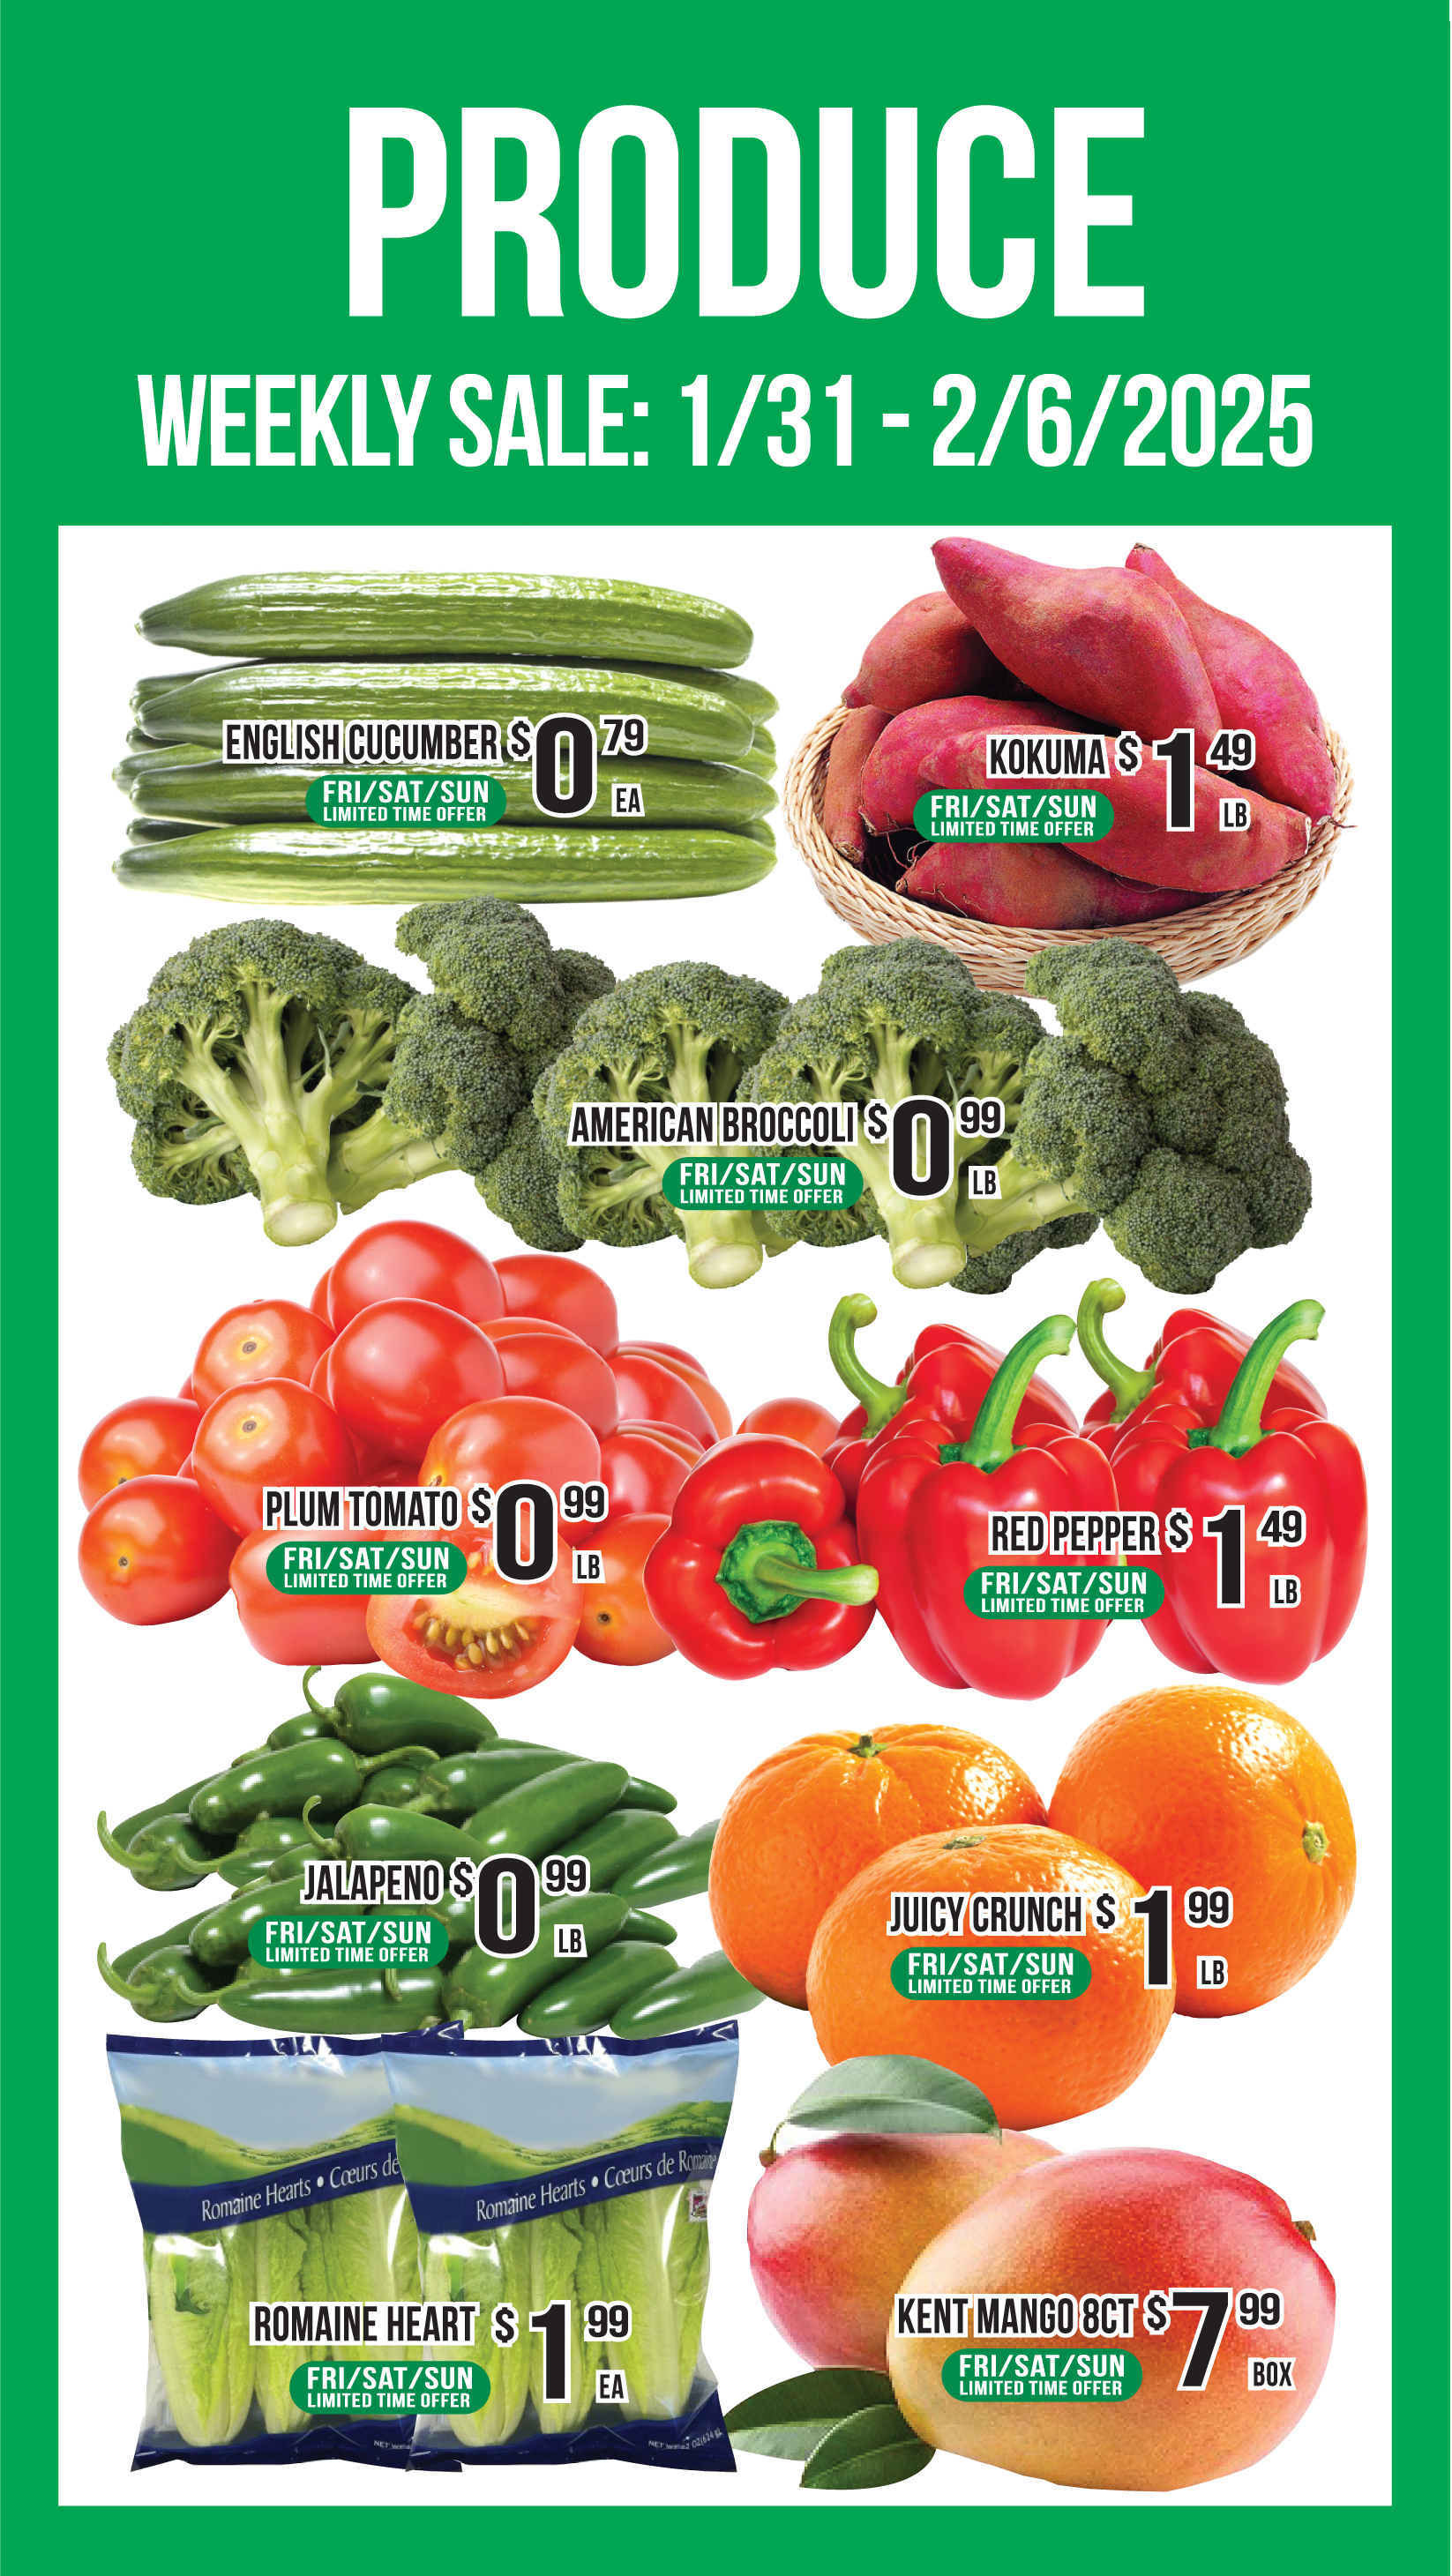 PRODUCE
WEEKLY SALE: 1/31 - 2/6/2025
ENGLISH CUCUMBER $0 79 EA
FRI/SAT/SUN
LIMITED TIME OFFER
KOKUMA $1 49 LB
FRI/SAT/SUN
LIMITED TIME OFFER
AMERICAN BROCCOLI $0 99 LB
FRI/SAT/SUN
LIMITED TIME OFFER
PLUM TOMATO $0 99 LB
FRI/SAT/SUN
LIMITED TIME OFFER
RED PEPPER $1 49 LB
FRI/SAT/SUN
LIMITED TIME OFFER
JALAPENO $0 99 LB
FRI/SAT/SUN
LIMITED TIME OFFER
JUICY CRUNCH $1 99 LB
FRI/SAT/SUN
LIMITED TIME OFFER
Romaine Hearts • Cœurs de
Romaine Hearts • Cœurs de Romaine
ROMAINE HEART $1 99 EA
FRI/SAT/SUN
LIMITED TIME OFFER
NET
NET
KENT MANGO 8CT $7 99 BOX
FRI/SAT/SUN
LIMITED TIME OFFER